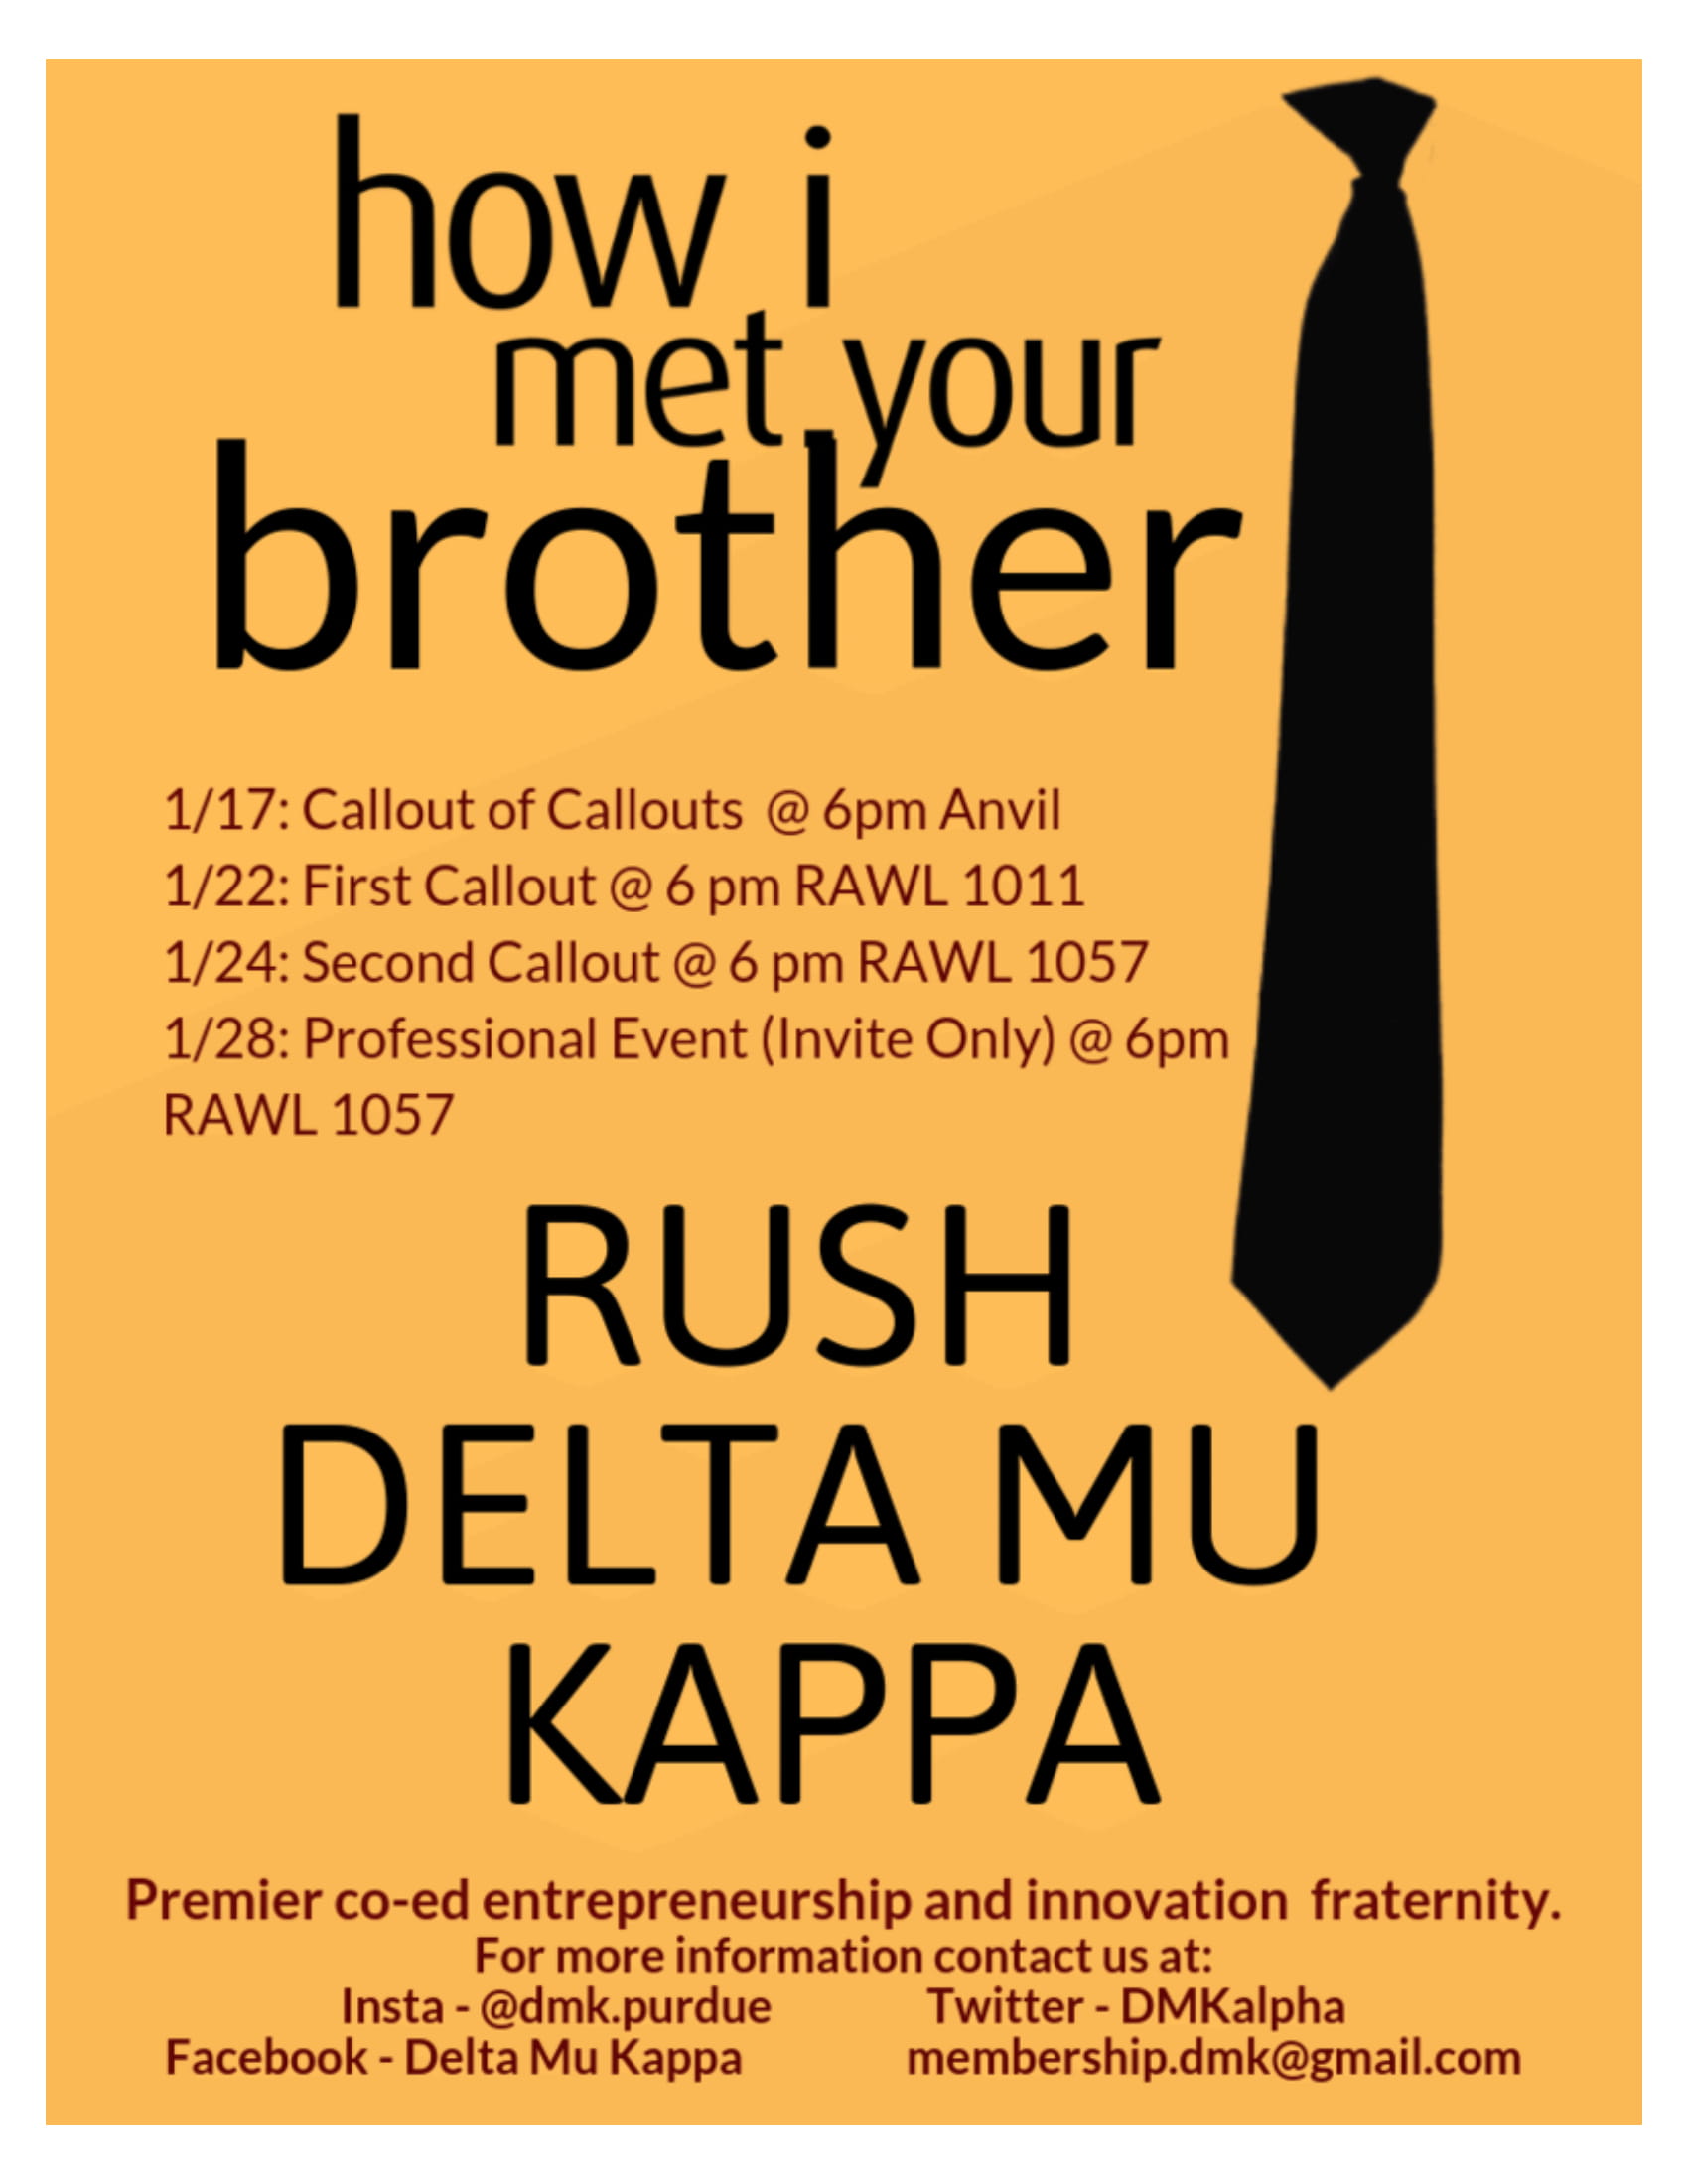 how i
met your
brother
1/17: Callout of Callouts @ 6pm Anvil
1/22: First Callout @ 6 pm RAWL 1011
1/24: Second Callout @ 6 pm RAWL 1057
1/28: Professional Event (Invite Only) @ 6pm
RAWL 1057
RUSH
DELTA MU
KAPPA
Premier co-ed entrepreneurship and innovation fraternity.
For more information contact us at:
Insta - @dmk.purdue Twitter - DMKalpha
Facebook - Delta Mu Kappa membership.dmk@gmail.com